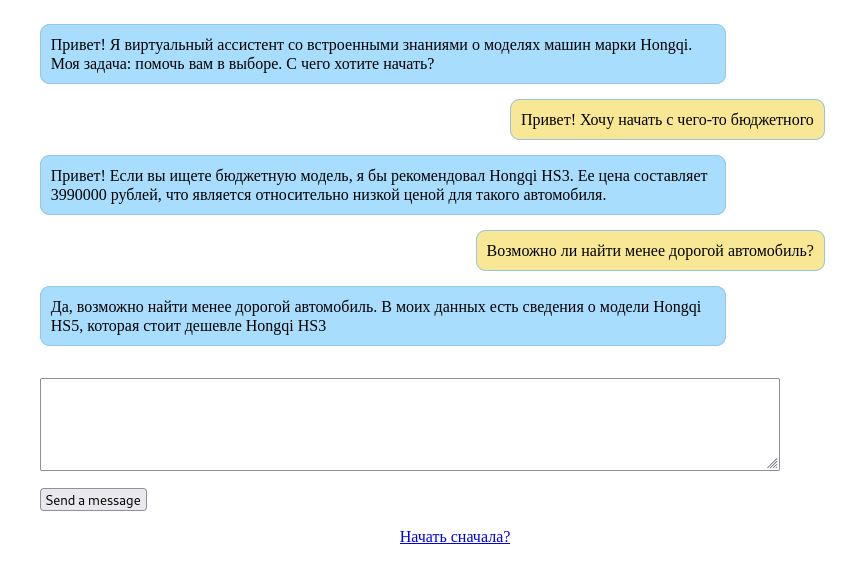 Привет! Я виртуальный ассистент со встроенными знаниями о моделях машин марки Hongqi.
Моя задача: помочь вам в выборе. С чего хотите начать?
Привет! Хочу начать с чего-то бюджетного
Привет! Если вы ищете бюджетную модель, я бы рекомендовал Hongqi HS3. Ее цена составляет
3990000 рублей, что является относительно низкой ценой для такого автомобиля.
Возможно ли найти менее дорогой автомобиль?
Да, возможно найти менее дорогой автомобиль. В моих данных есть сведения о модели Hongqi
HS5, которая стоит дешевле Hongqi HS3
Send a message
Начать сначала?